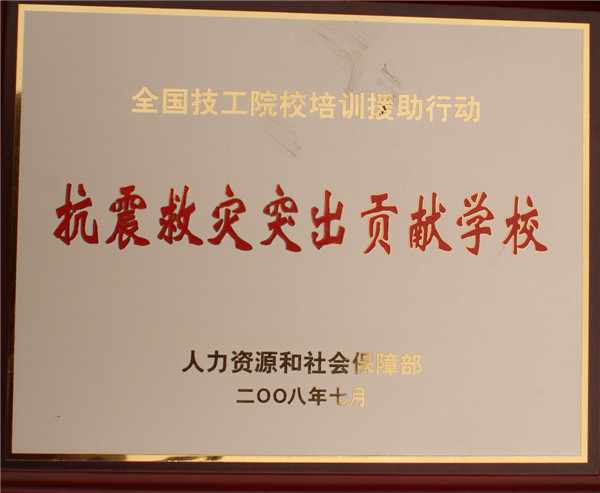 全国技工院校培训援助行动
抗震救灾突出贡献学校
人力资源和社会保障部
二OO八年七月